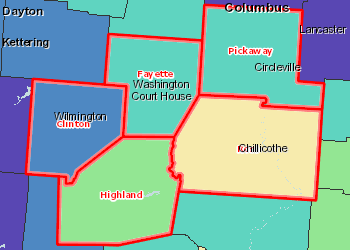 Columbus
Dayton
Lancaster
Kettering
Pickaway
Circleville
Fayette
Washington
Court House
Wilmington
Clinton
Chillicothe
Highland